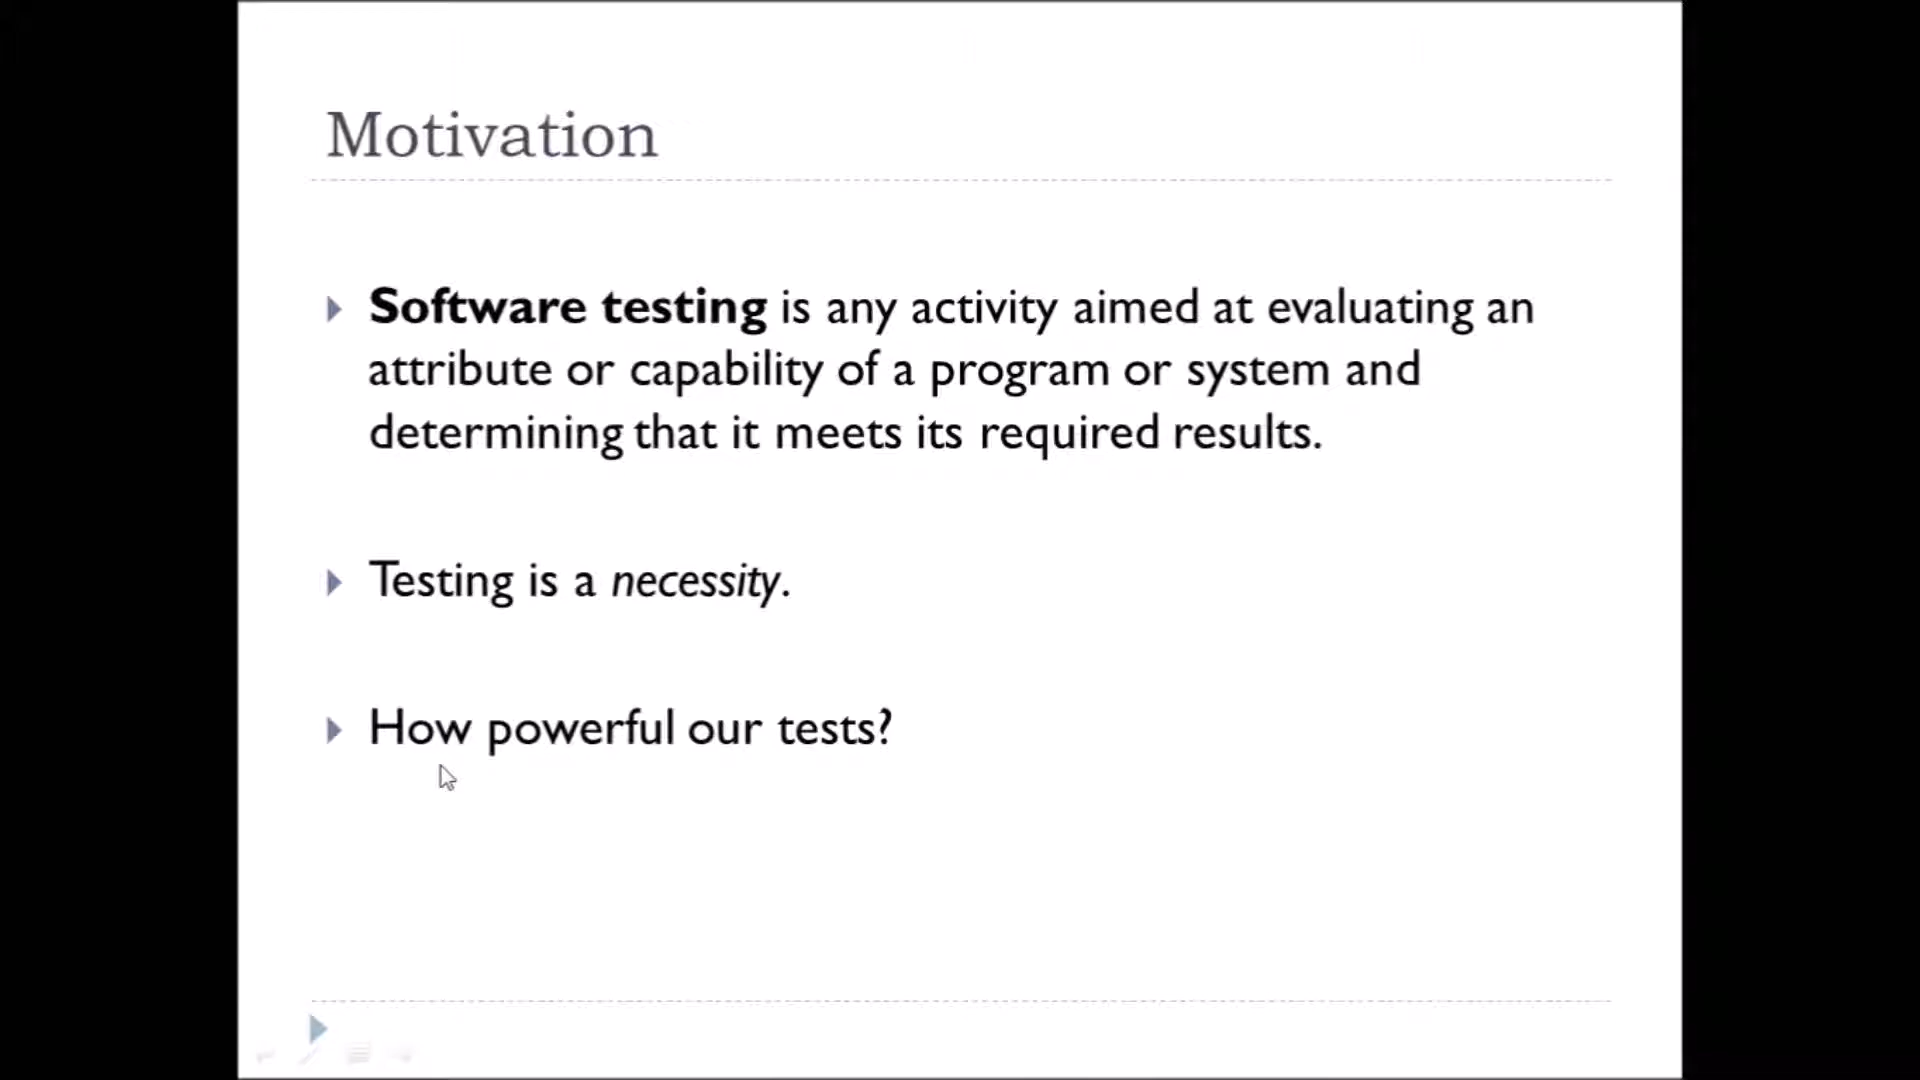 Motivation
Software testing is any activity aimed at evaluating an
attribute or capability of a program or system and
determining that it meets its required results.
Testing is a necessity.
How powerful our tests?